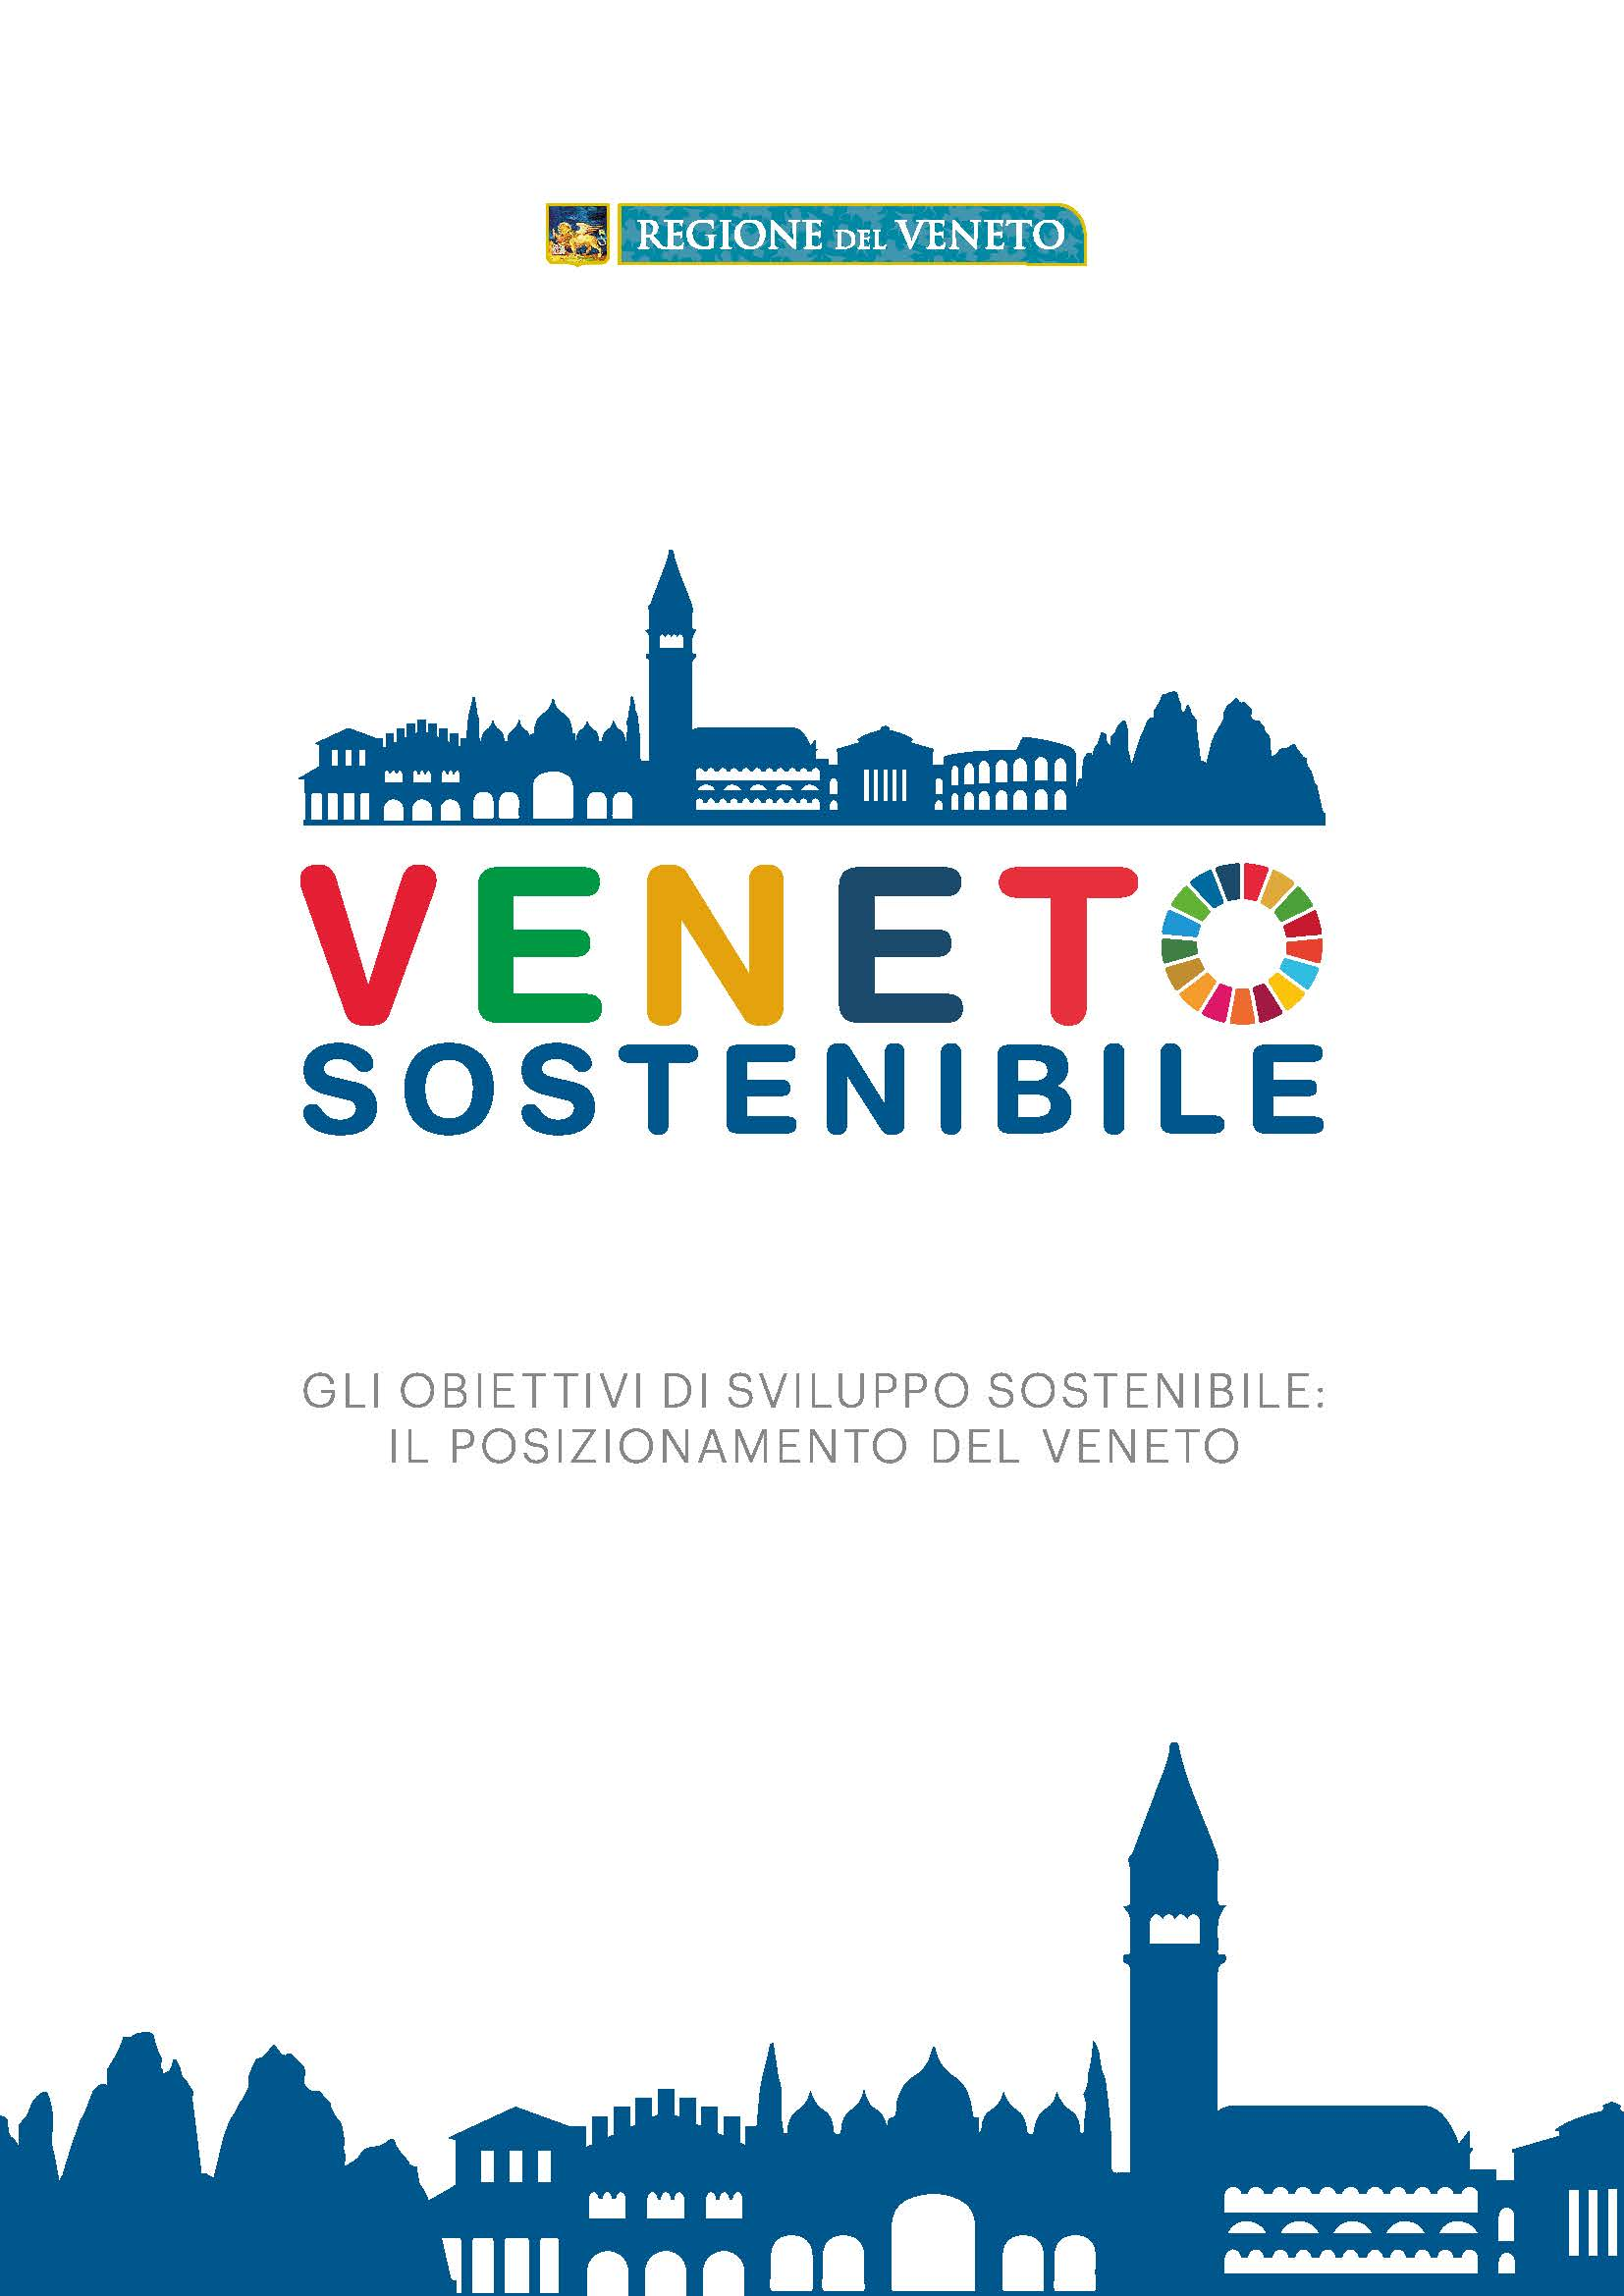 REGIONE DEL VENETO
VENETO
SOSTENIBILE
GLI OBIETTIVI DI SVILUPPO SOSTENIBILE:
IL POSIZIONAMENTO DEL VENETO